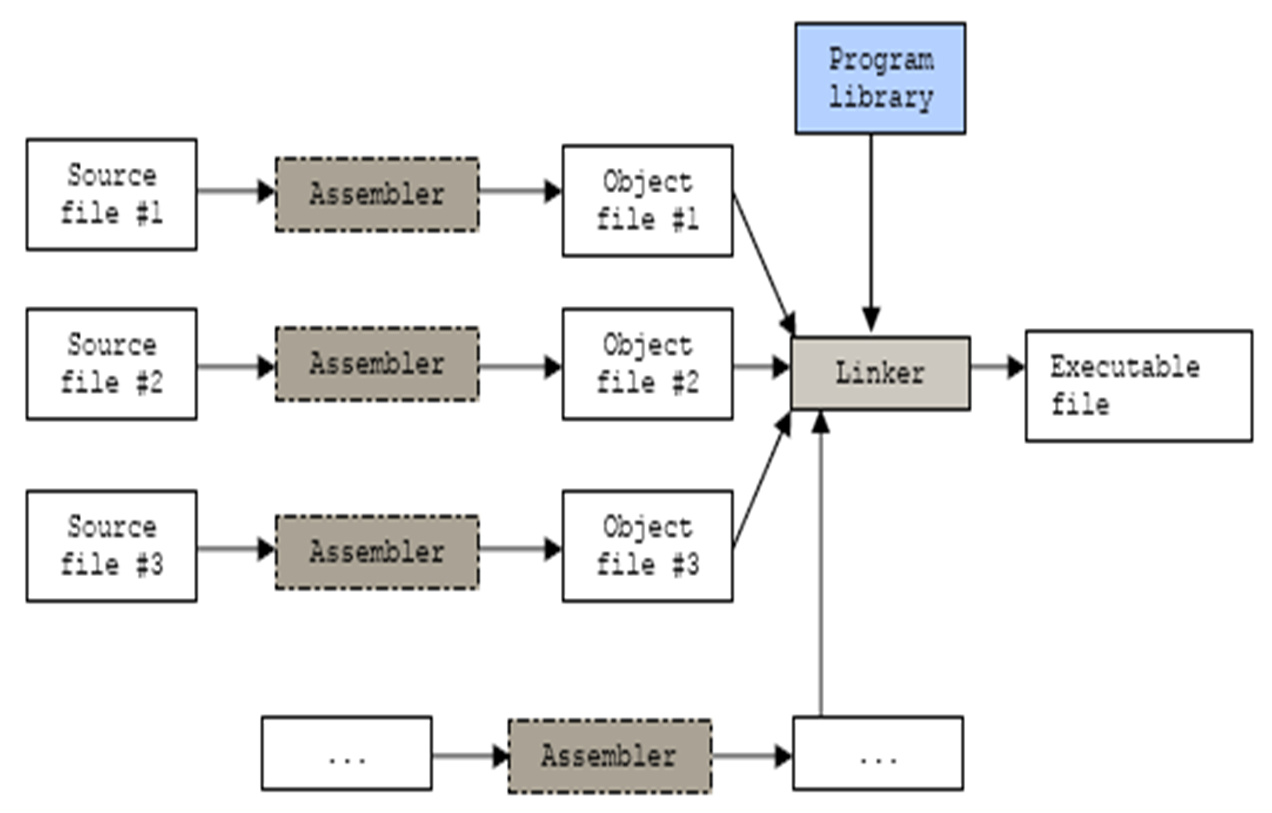 Program
library
Source
file #1
Assembler
Object
file #1
Source
file #2
Assembler
Object
file #2
Linker
Executable
file
Source
file #3
Assembler
Object
file #3
...
Assembler
...